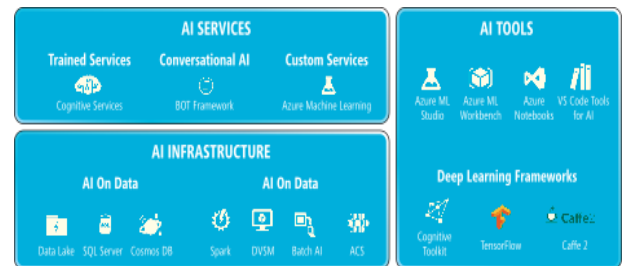 AI SERVICES
Trained Services
Conversational AI
Custom Services
Cognitive Services
BOT Framework
Azure Machine Learning
AI INFRASTRUCTURE
AI On Data
AI On Data
Data Lake
SQL Server
Cosmos DB
Spark
DVSM
Batch AI
ACS
AI TOOLS
Azure ML
Studio
Azure ML
Workbench
Azure
Notebooks
VS Code Tools
for AI
Deep Learning Frameworks
Cognitive
Toolkit
TensorFlow
Caffe2
Caffe 2